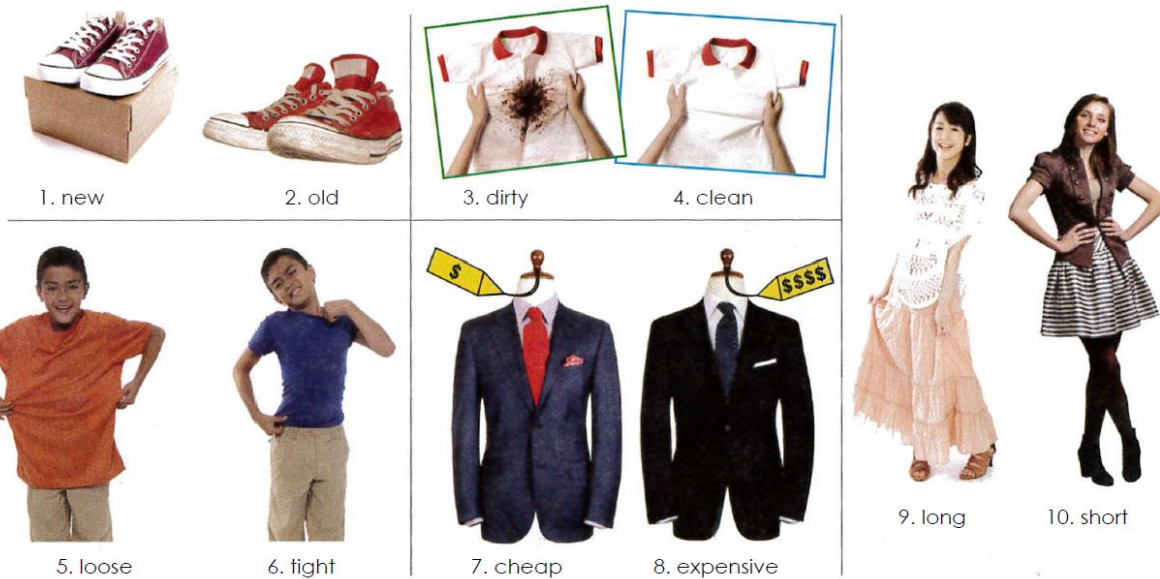 1. new
2. old
3. dirty
4. clean
$
$$$$
5. loose
6. tight
7. cheap
8. expensive
9. long
10. short